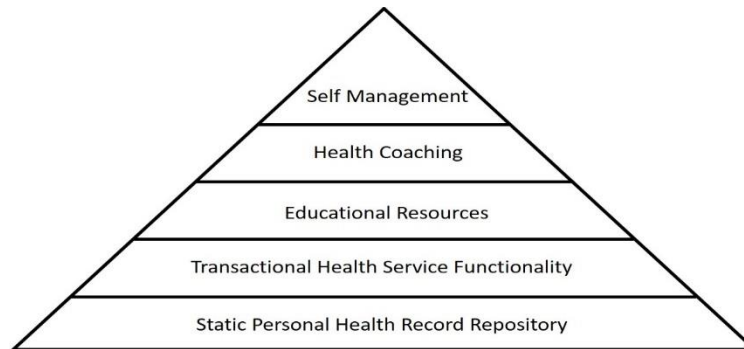 Self Management
Health Coaching
Educational Resources
Transactional Health Service Functionality
Static Personal Health Record Repository